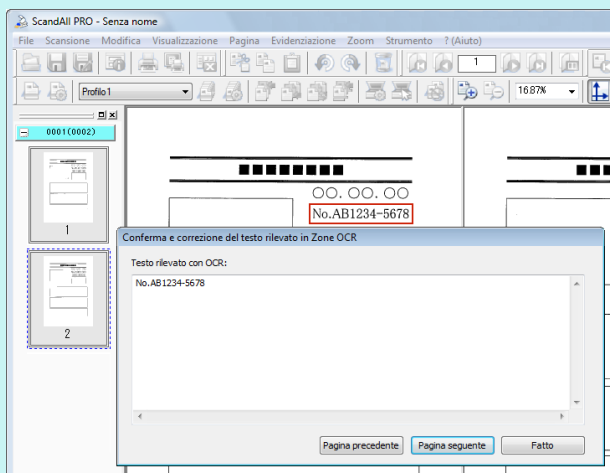 ScandAll PRO - Senza nome
File Scansione Modifica Visualizzazione Pagina Evidenziazione Zoom Strumento ? (Aiuto)
1
Profilo1
16.87%
0001(0002)
1
2
■■■■■■■■
○○. ○○. ○○
No.AB1234-5678
Conferma e correzione del testo rilevato in Zone OCR
Testo rilevato con OCR:
No.AB1234-5678
Pagina precedente Pagina seguente Fatto